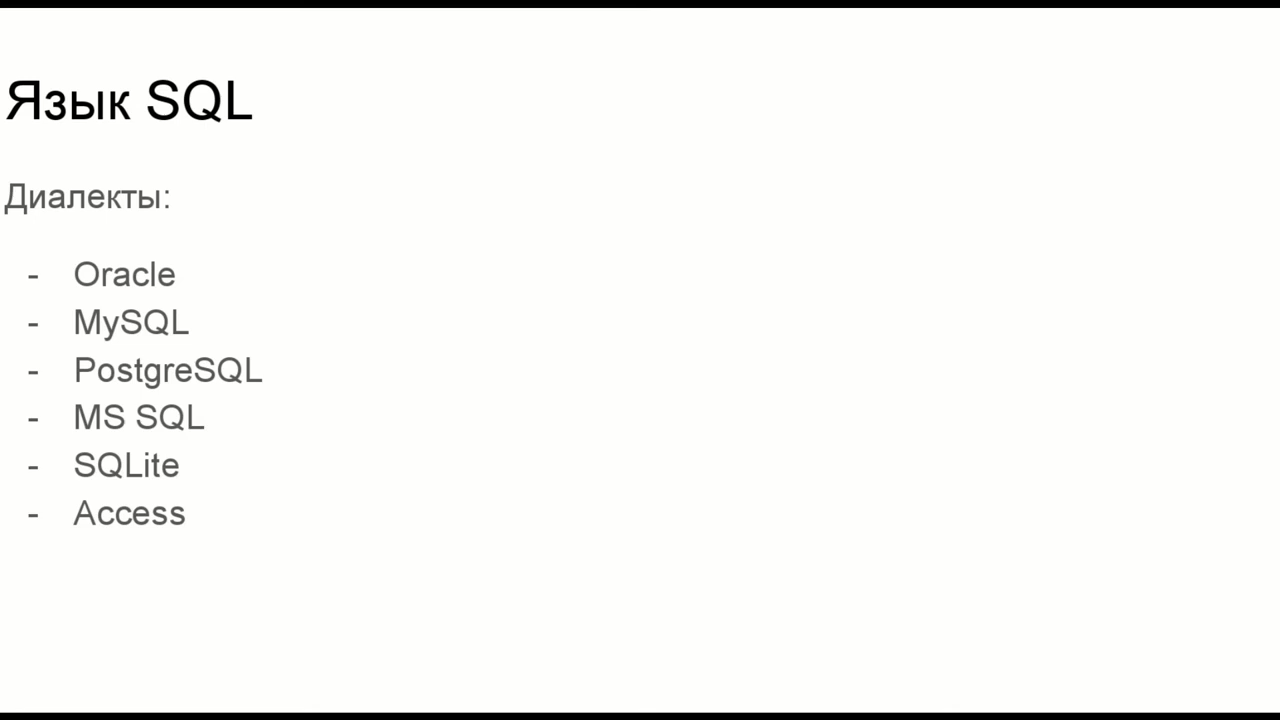 Язык SQL
Диалекты:
- Oracle
- MySQL
- PostgreSQL
- MS SQL
- SQLite
- Access